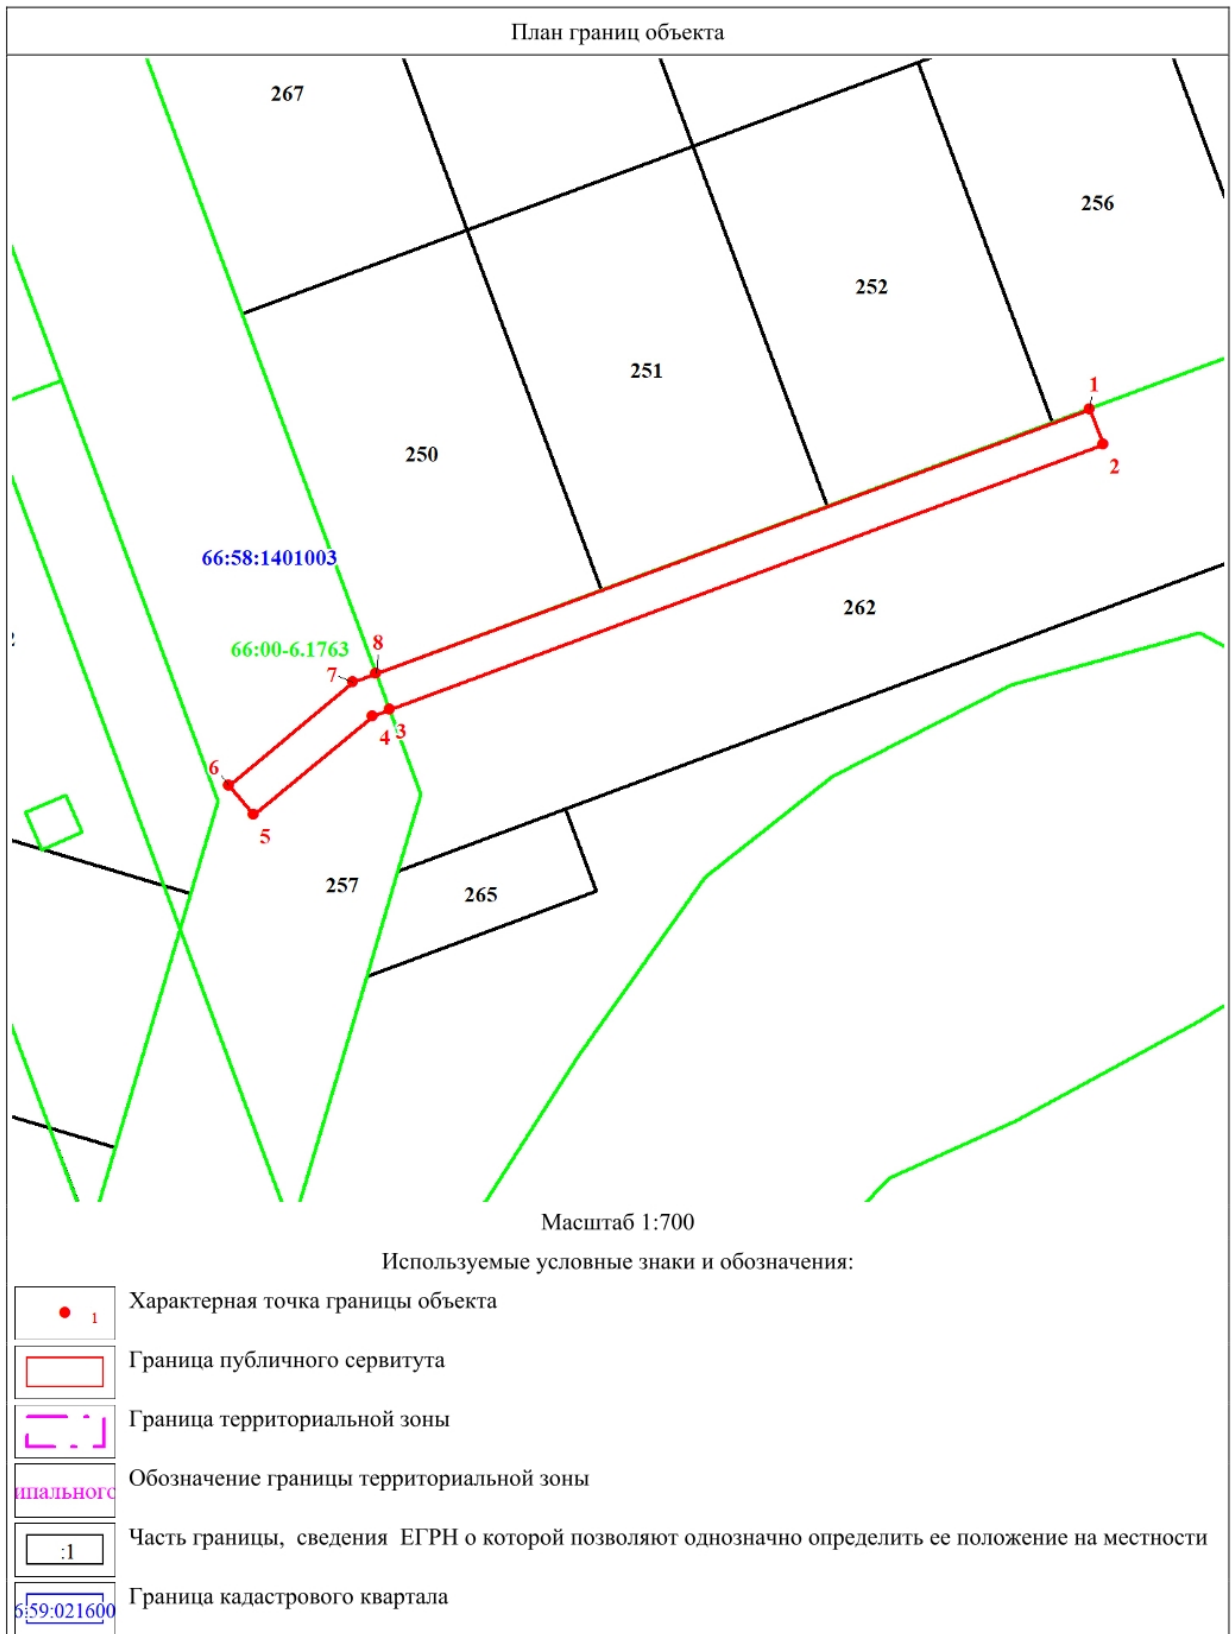 План границ объекта
267
256
252
251
1
250
2
66:58:1401003
262
66:00-6.1763
8
7
4 3
6
5
257
265
Масштаб 1:700
Используемые условные знаки и обозначения:
1
Характерная точка границы объекта
Граница публичного сервитута
Граница территориальной зоны
ипального
Обозначение границы территориальной зоны
:1
Часть границы, сведения ЕГРН о которой позволяют однозначно определить ее положение на местности
6:59:021600
Граница кадастрового квартала